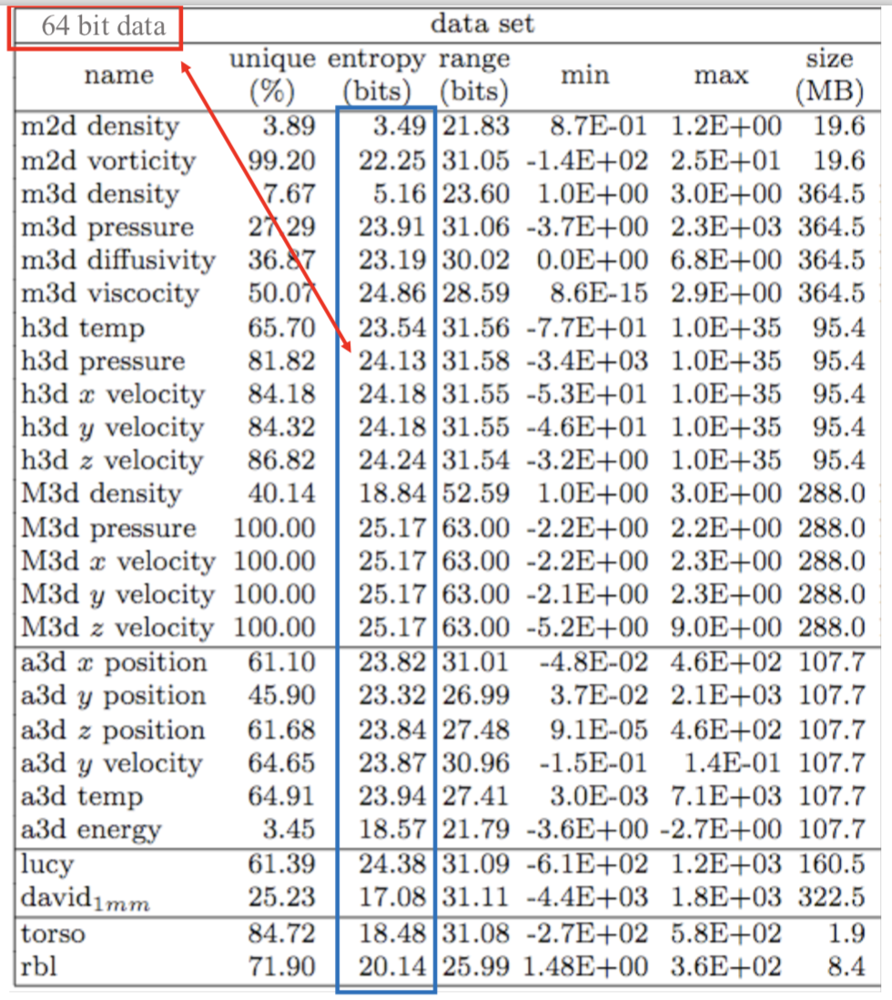 64 bit data data set
name unique (%) entropy (bits) range (bits) min max size (MB)
m2d density 3.89 3.49 21.83 8.7E-01 1.2E+00 19.6
m2d vorticity 99.20 22.25 31.05 -1.4E+02 2.5E+01 19.6
m3d density 7.67 5.16 23.60 1.0E+00 3.0E+00 364.5
m3d pressure 27.29 23.91 31.06 -3.7E+00 2.3E+03 364.5
m3d diffusivity 36.87 23.19 30.02 0.0E+00 6.8E+00 364.5
m3d viscocity 50.07 24.86 28.59 8.6E-15 2.9E+00 364.5
h3d temp 65.70 23.54 31.56 -7.7E+01 1.0E+35 95.4
h3d pressure 81.82 24.13 31.58 -3.4E+03 1.0E+35 95.4
h3d x velocity 84.18 24.18 31.55 -5.3E+01 1.0E+35 95.4
h3d y velocity 84.32 24.18 31.55 -4.6E+01 1.0E+35 95.4
h3d z velocity 86.82 24.24 31.54 -3.2E+00 1.0E+35 95.4
M3d density 40.14 18.84 52.59 1.0E+00 3.0E+00 288.0
M3d pressure 100.00 25.17 63.00 -2.2E+00 2.2E+00 288.0
M3d x velocity 100.00 25.17 63.00 -2.2E+00 2.3E+00 288.0
M3d y velocity 100.00 25.17 63.00 -2.1E+00 2.3E+00 288.0
M3d z velocity 100.00 25.17 63.00 -5.2E+00 9.0E+00 288.0
a3d x position 61.10 23.82 31.01 -4.8E-02 4.6E+02 107.7
a3d y position 45.90 23.32 26.99 3.7E-02 2.1E+03 107.7
a3d z position 61.68 23.84 27.48 9.1E-05 4.6E+02 107.7
a3d y velocity 64.65 23.87 30.96 -1.5E-01 1.4E-01 107.7
a3d temp 64.91 23.94 27.41 3.0E-03 7.1E+03 107.7
a3d energy 3.45 18.57 21.79 -3.6E+00 -2.7E+00 107.7
lucy 61.39 24.38 31.09 -6.1E+02 1.2E+03 160.5
david1mm 25.23 17.08 31.11 -4.4E+03 1.8E+03 322.5
torso 84.72 18.48 31.08 -2.7E+02 5.8E+02 1.9
rbl 71.90 20.14 25.99 1.48E+00 3.6E+02 8.4